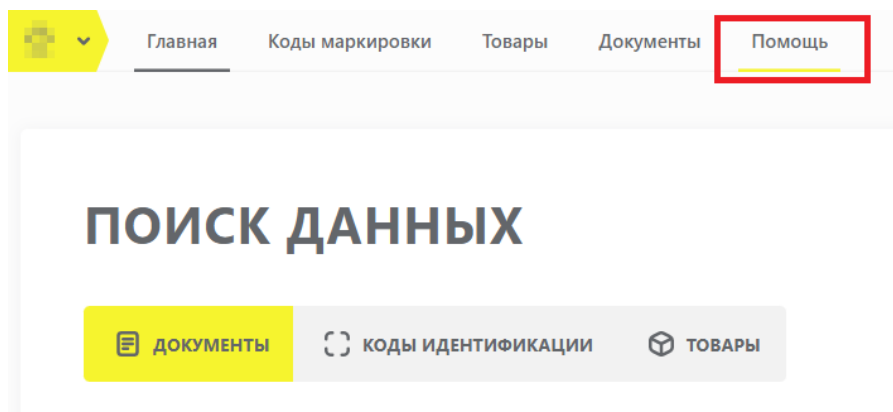 Главная Коды маркировки Товары Документы Помощь
ПОИСК ДАННЫХ
ДОКУМЕНТЫ КОДЫ ИДЕНТИФИКАЦИИ ТОВАРЫ